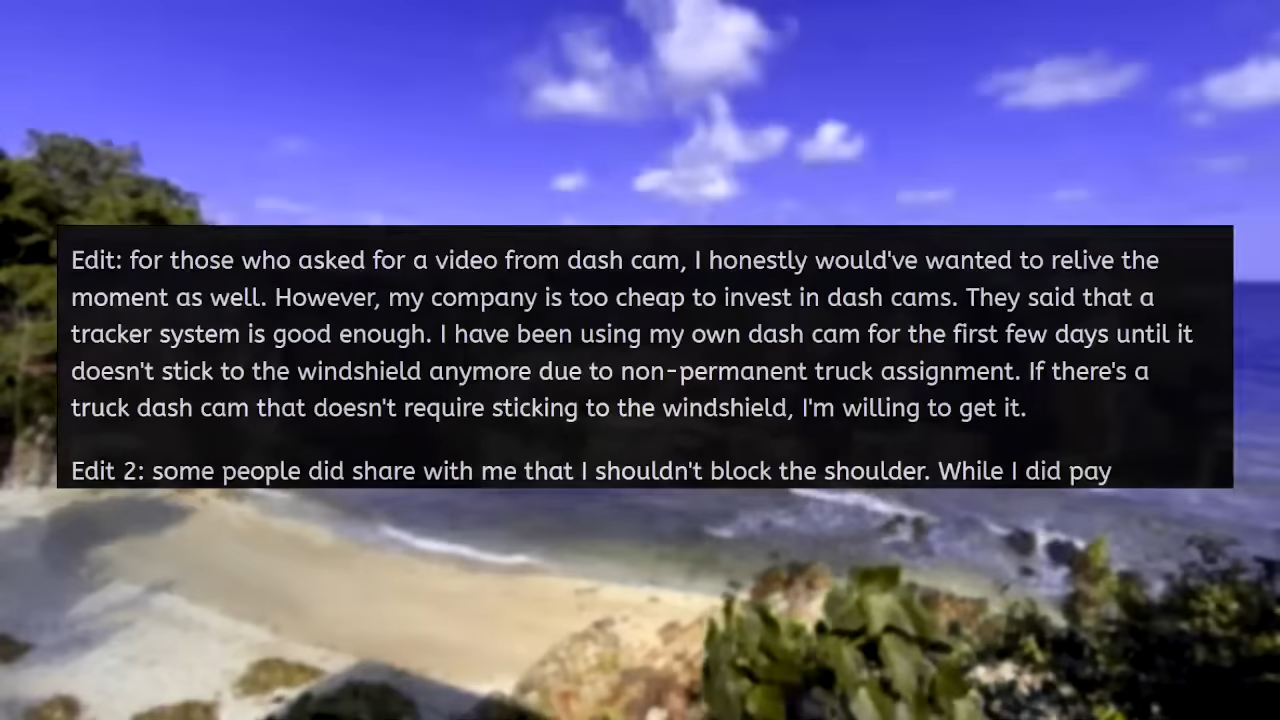 Edit: for those who asked for a video from dash cam, I honestly would've wanted to relive the
moment as well. However, my company is too cheap to invest in dash cams. They said that a
tracker system is good enough. I have been using my own dash cam for the first few days until it
doesn't stick to the windshield anymore due to non-permanent truck assignment. If there's a
truck dash cam that doesn't require sticking to the windshield, I'm willing to get it.
Edit 2: some people did share with me that I shouldn't block the shoulder. While I did pay